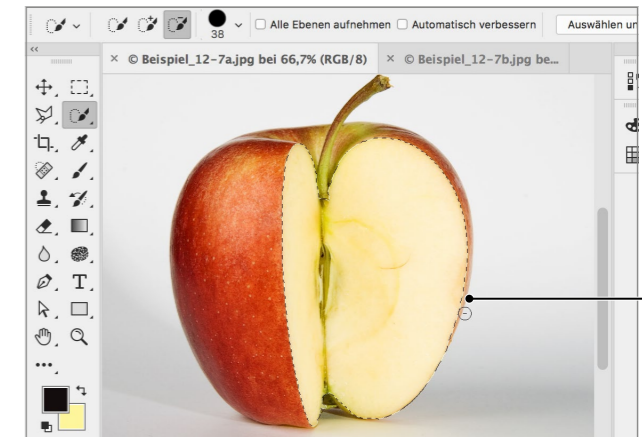 38 Alle Ebenen aufnehmen Automatisch verbessern Auswählen un
× © Beispiel_12-7a.jpg bei 66,7% (RGB/8) × © Beispiel_12-7b.jpg be...
T